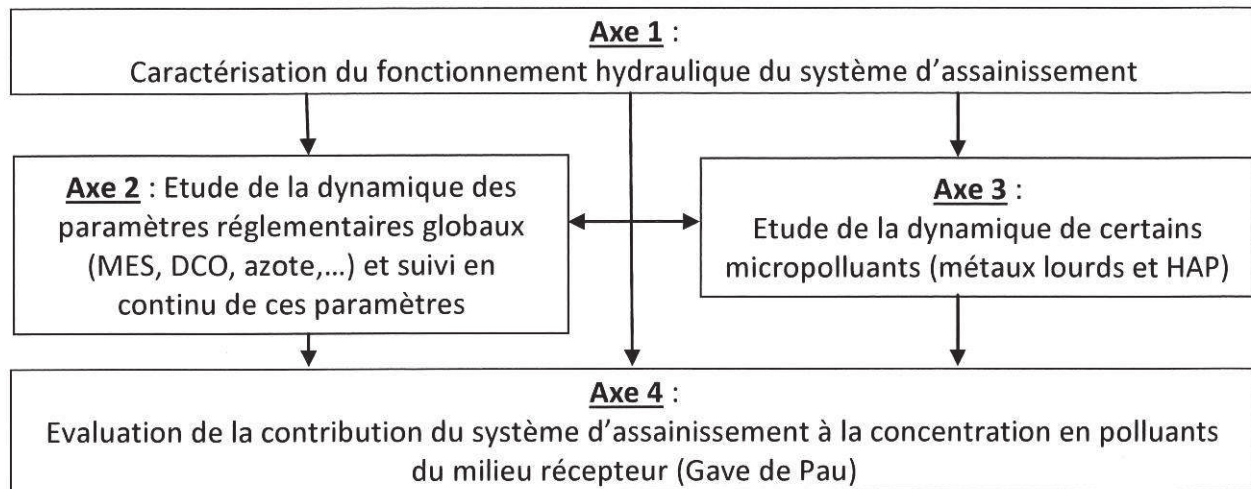 Axe 1 :
Caractérisation du fonctionnement hydraulique du système d'assainissement
Axe 2 : Etude de la dynamique des
paramètres réglementaires globaux
(MES, DCO, azote,...) et suivi en
continu de ces paramètres
Axe 3 :
Etude de la dynamique de certains
micropolluants (métaux lourds et HAP)
Axe 4 :
Evaluation de la contribution du système d'assainissement à la concentration en polluants
du milieu récepteur (Gave de Pau)